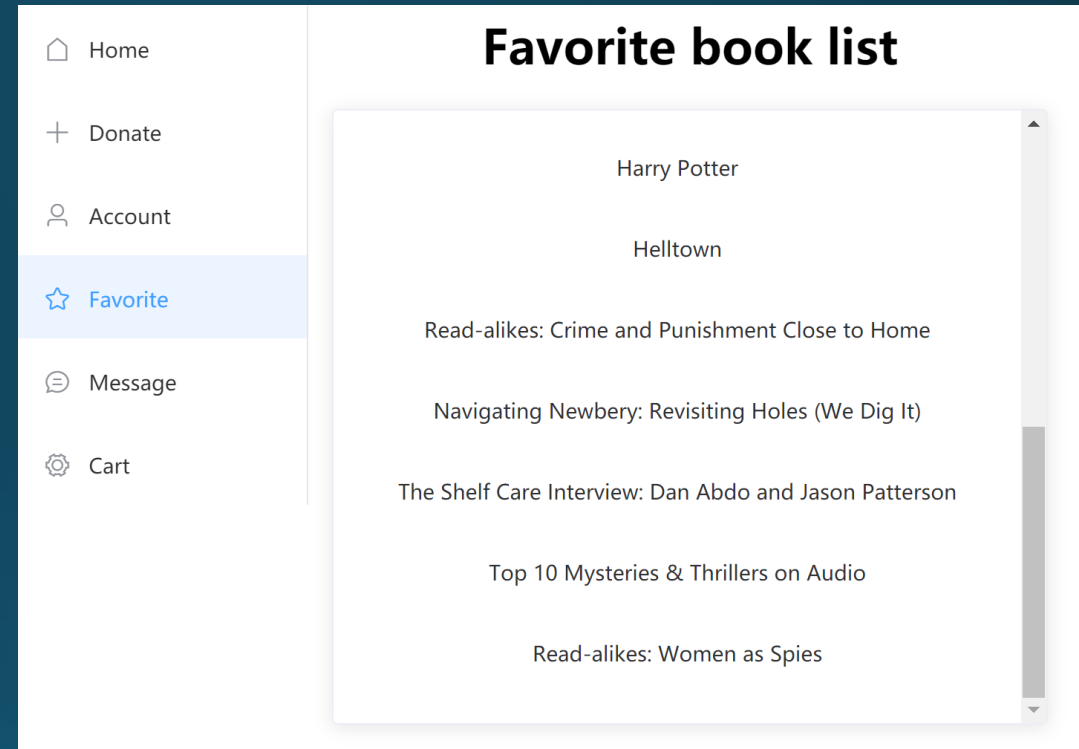 Home
Donate
Account
Favorite
Message
Cart
Favorite book list
Harry Potter
Helltown
Read-alikes: Crime and Punishment Close to Home
Navigating Newbery: Revisiting Holes (We Dig It)
The Shelf Care Interview: Dan Abdo and Jason Patterson
Top 10 Mysteries & Thrillers on Audio
Read-alikes: Women as Spies